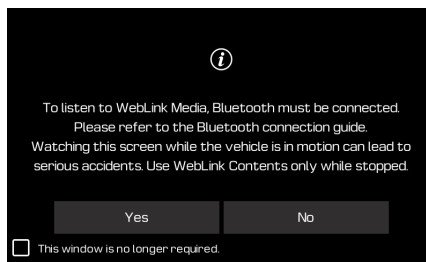 To listen to WebLink Media, Bluetooth must be connected.
Please refer to the Bluetooth connection guide.
Watching this screen while the vehicle is in motion can lead to
serious accidents. Use WebLink Contents only while stopped.
Yes
No
This window is no longer required.